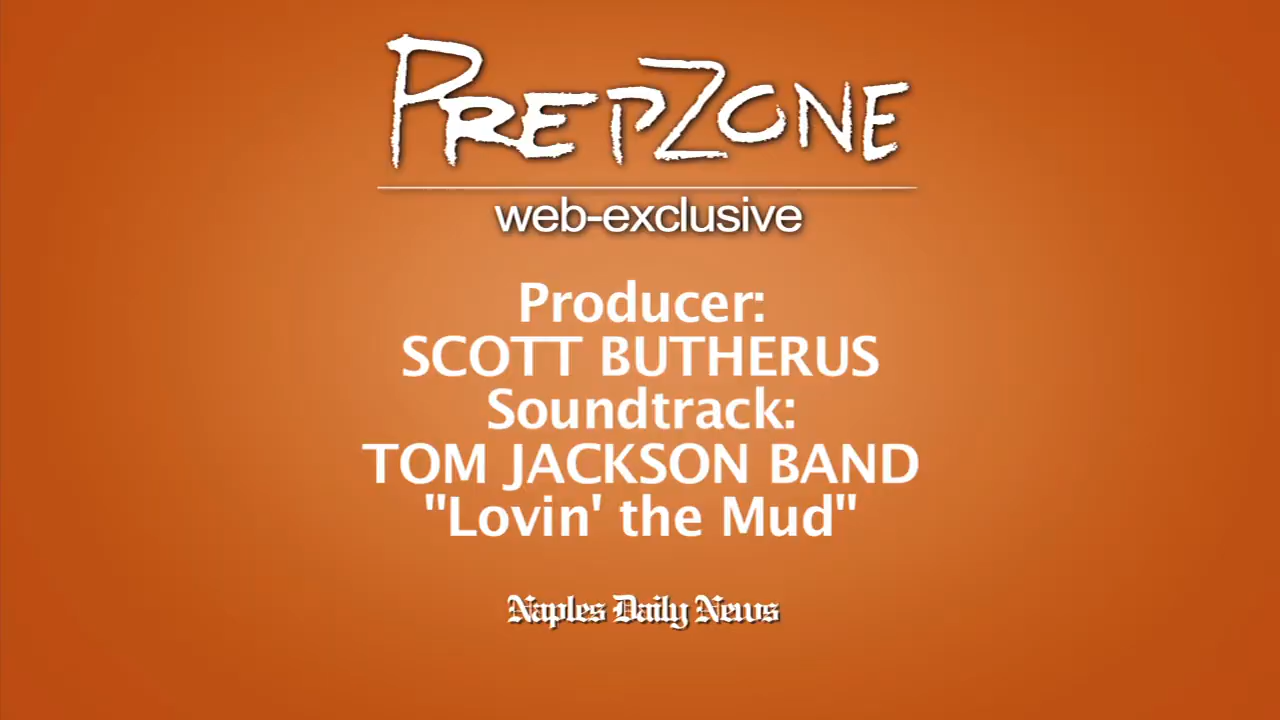 PREPZONE
web-exclusive
Producer:
SCOTT BUTHERUS
Soundtrack:
TOM JACKSON BAND
"Lovin' the Mud"
Naples Daily News